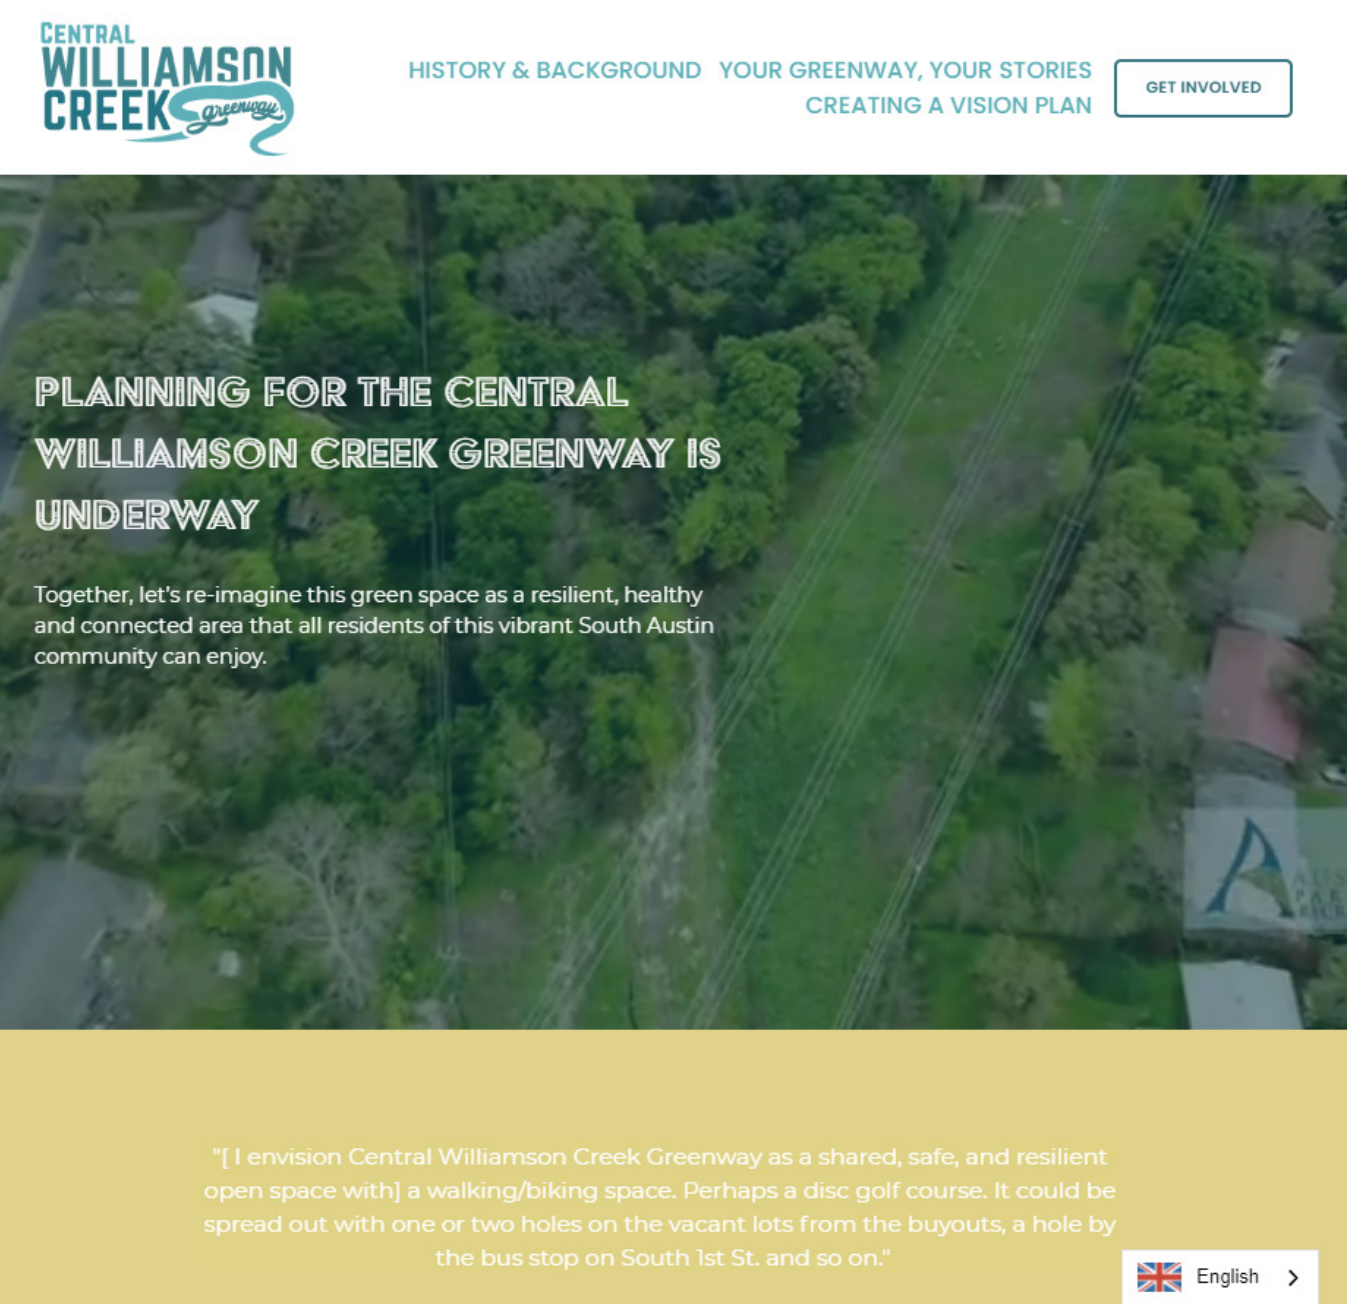 CENTRAL
WILLIAMSON
CREEK greenway
HISTORY & BACKGROUND YOUR GREENWAY, YOUR STORIES
CREATING A VISION PLAN
GET INVOLVED
PLANNING FOR THE CENTRAL
WILLIAMSON CREEK GREENWAY IS
UNDERWAY
Together, let's re-imagine this green space as a resilient, healthy
and connected area that all residents of this vibrant South Austin
community can enjoy.
"[ I envision Central Williamson Creek Greenway as a shared, safe, and resilient
open space with] a walking/biking space. Perhaps a disc golf course. It could be
spread out with one or two holes on the vacant lots from the buyouts, a hole by
the bus stop on South 1st St. and so on."
English